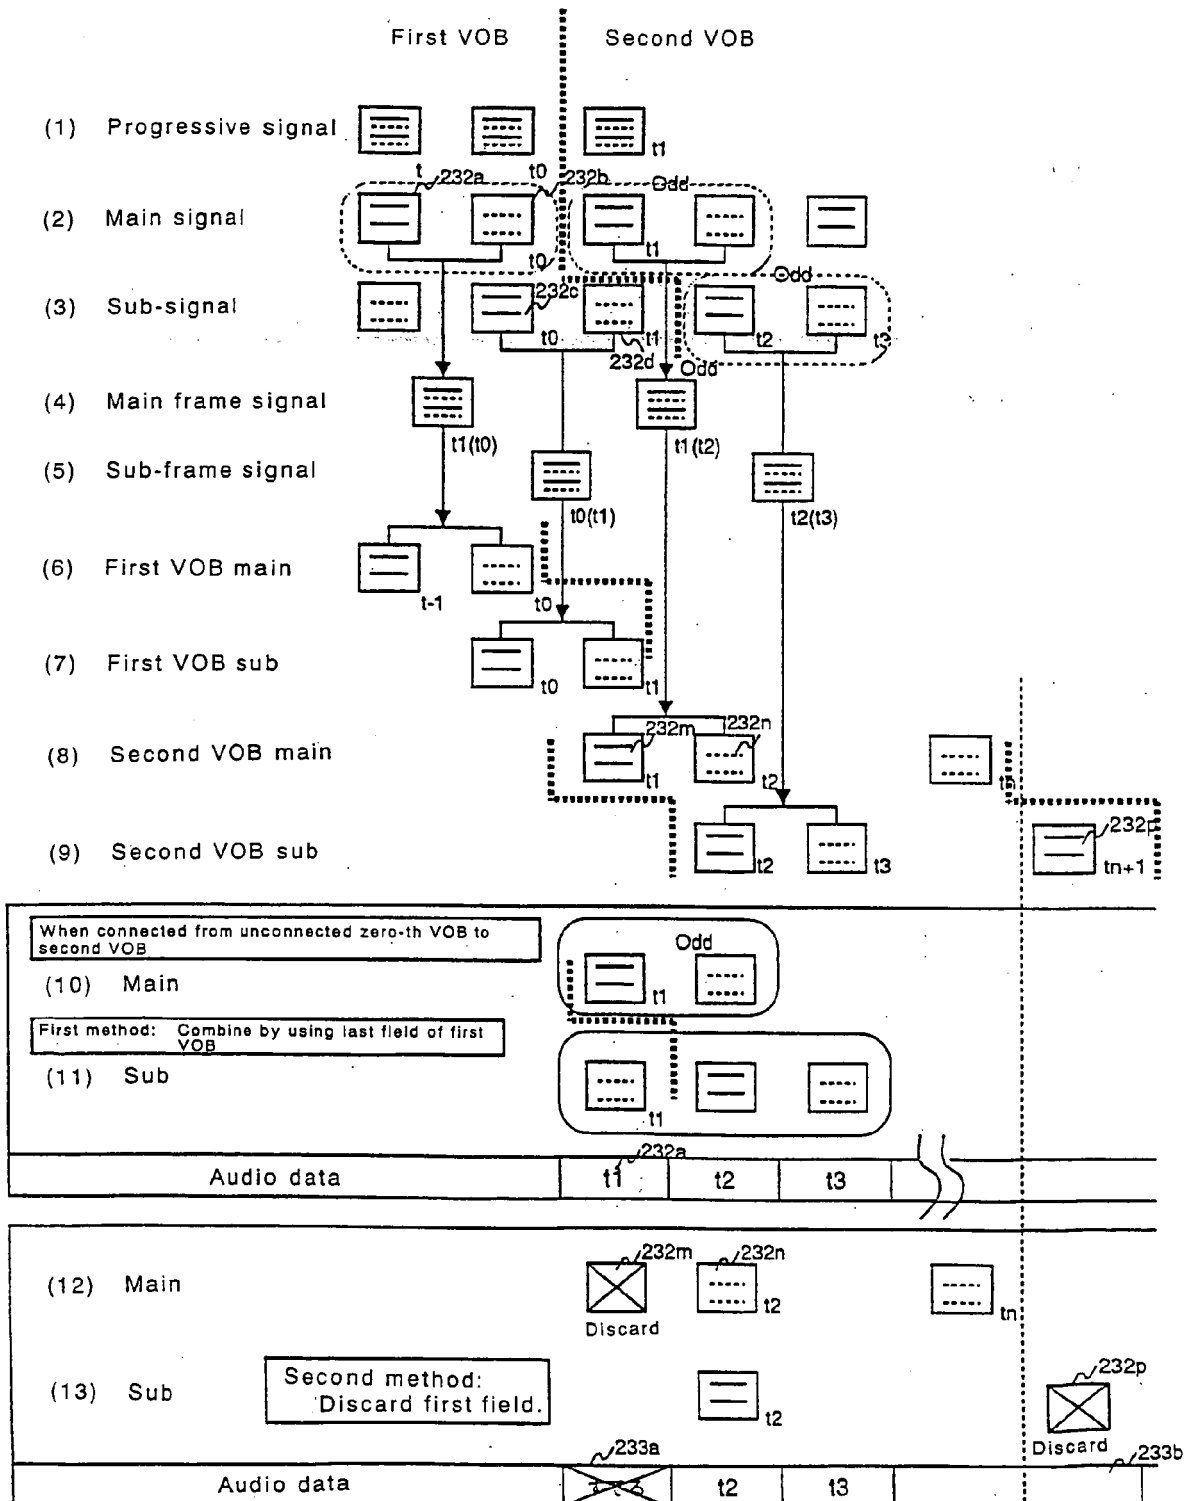 First VOB Second VOB
(1) Progressive signal
t t0 t1
232a 232b Odd
(2) Main signal
t0 t1
232c Odd
(3) Sub-signal
t0 t1 t2 t3
232d Odd
(4) Main frame signal
t1(t0) t1(t2)
(5) Sub-frame signal
t0(t1) t2(t3)
(6) First VOB main
t-1 t0
(7) First VOB sub
t0 t1
232m 232n
(8) Second VOB main
t1 t2 tn
232p
(9) Second VOB sub
t2 t3 tn+1
When connected from unconnected zero-th VOB to
second VOB
Odd
(10) Main
t1
First method: Combine by using last field of first
VOB
(11) Sub
t1
232a
Audio data t1 t2 t3
232m 232n
(12) Main
t2 tn
Discard
232p
(13) Sub
Second method:
Discard first field.
t2
Discard
233a 233b
Audio data t2 t3